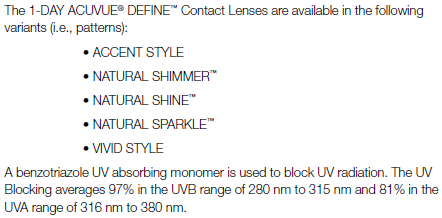 The 1-DAY ACUVUE® DEFINE™ Contact Lenses are available in the following
variants (i.e., patterns):
• ACCENT STYLE
• NATURAL SHIMMER™
• NATURAL SHINE™
• NATURAL SPARKLE™
• VIVID STYLE
A benzotriazole UV absorbing monomer is used to block UV radiation. The UV
Blocking averages 97% in the UVB range of 280 nm to 315 nm and 81% in the
UVA range of 316 nm to 380 nm.